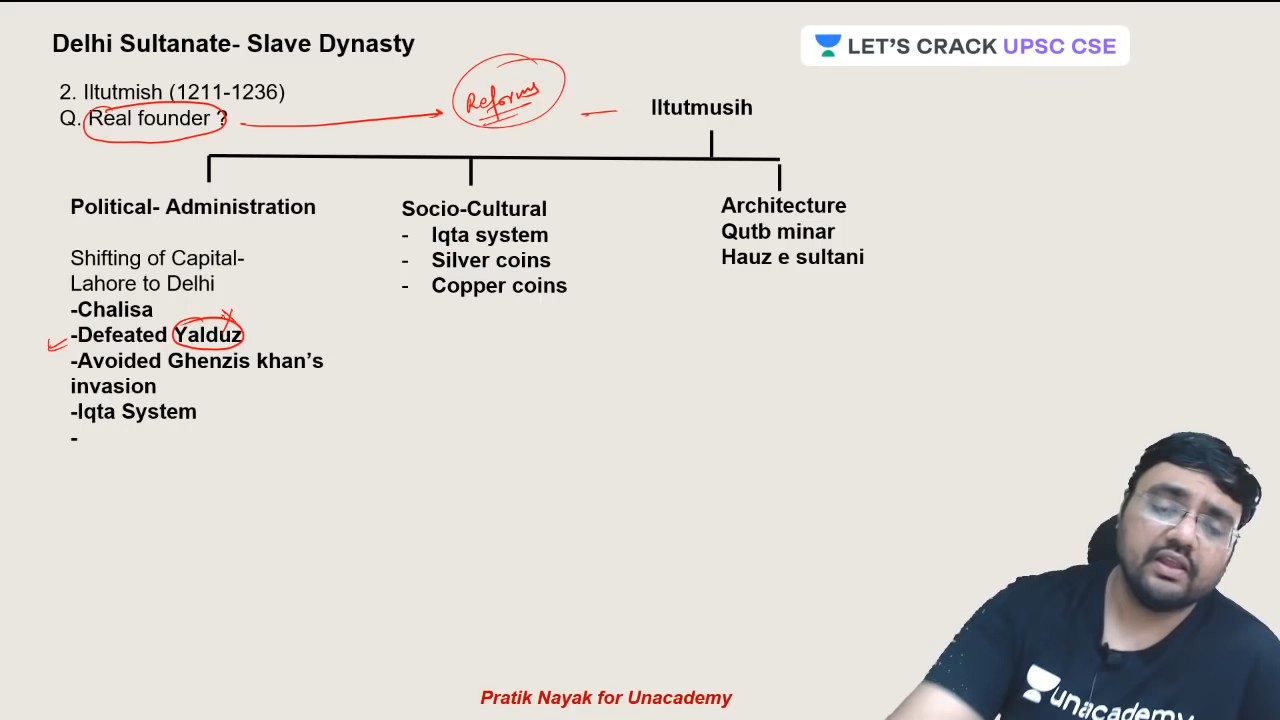 Delhi Sultanate- Slave Dynasty
LET'S CRACK UPSC CSE
2. Iltutmish (1211-1236)
Q. Real founder ?
Reforms
Iltutmusih
Political- Administration
Shifting of Capital-
Lahore to Delhi
-Chalisa
-Defeated Yalduz
-Avoided Ghenzis khan's
invasion
-Iqta System
-
Socio-Cultural
- Iqta system
- Silver coins
- Copper coins
Architecture
Qutb minar
Hauz e sultani
unacademy
Pratik Nayak for Unacademy